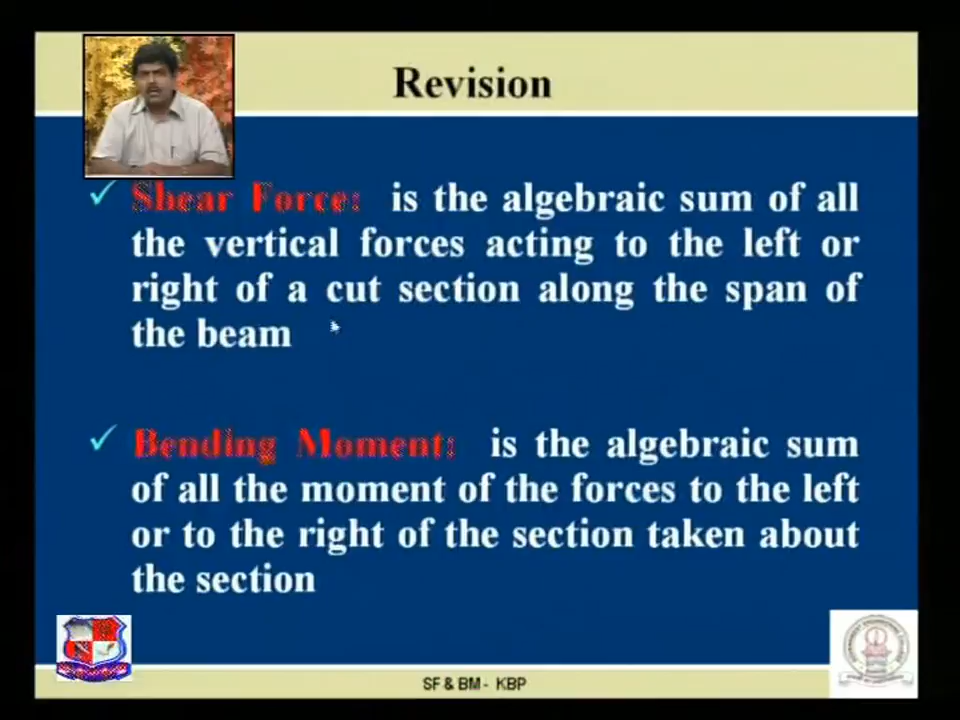 Revision
Shear Force: is the algebraic sum of all
the vertical forces acting to the left or
right of a cut section along the span of
the beam
Bending Moment: is the algebraic sum
of all the moment of the forces to the left
or to the right of the section taken about
the section
SF & BM - KBP